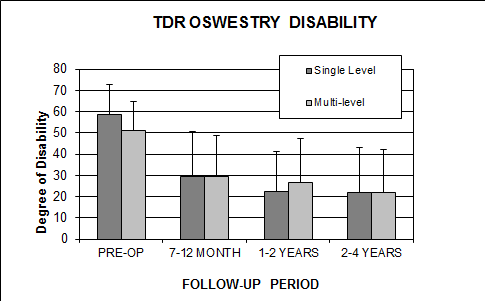 TDR OSWESTRY DISABILITY
Single Level
Multi-level
Degree of Disability
80
70
60
50
40
30
20
10
0
PRE-OP
7-12 MONTH
1-2 YEARS
2-4 YEARS
FOLLOW-UP PERIOD